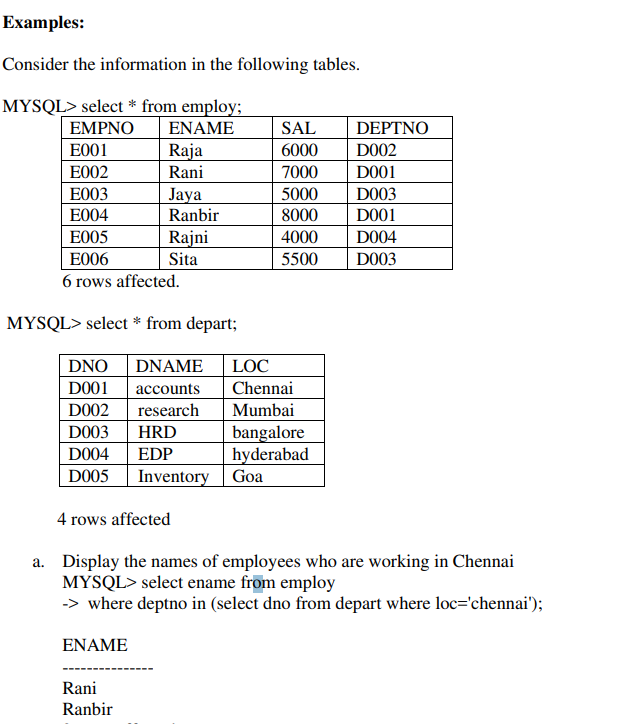 Examples:
Consider the information in the following tables.
MYSQL> select * from employ;
EMPNO ENAME SAL DEPTNO
E001 Raja 6000 D002
E002 Rani 7000 D001
E003 Jaya 5000 D003
E004 Ranbir 8000 D001
E005 Rajni 4000 D004
E006 Sita 5500 D003
6 rows affected.
MYSQL> select * from depart;
DNO DNAME LOC
D001 accounts Chennai
D002 research Mumbai
D003 HRD bangalore
D004 EDP hyderabad
D005 Inventory Goa
4 rows affected
a. Display the names of employees who are working in Chennai
MYSQL> select ename from employ
-> where deptno in (select dno from depart where loc='chennai');
ENAME
---------------
Rani
Ranbir